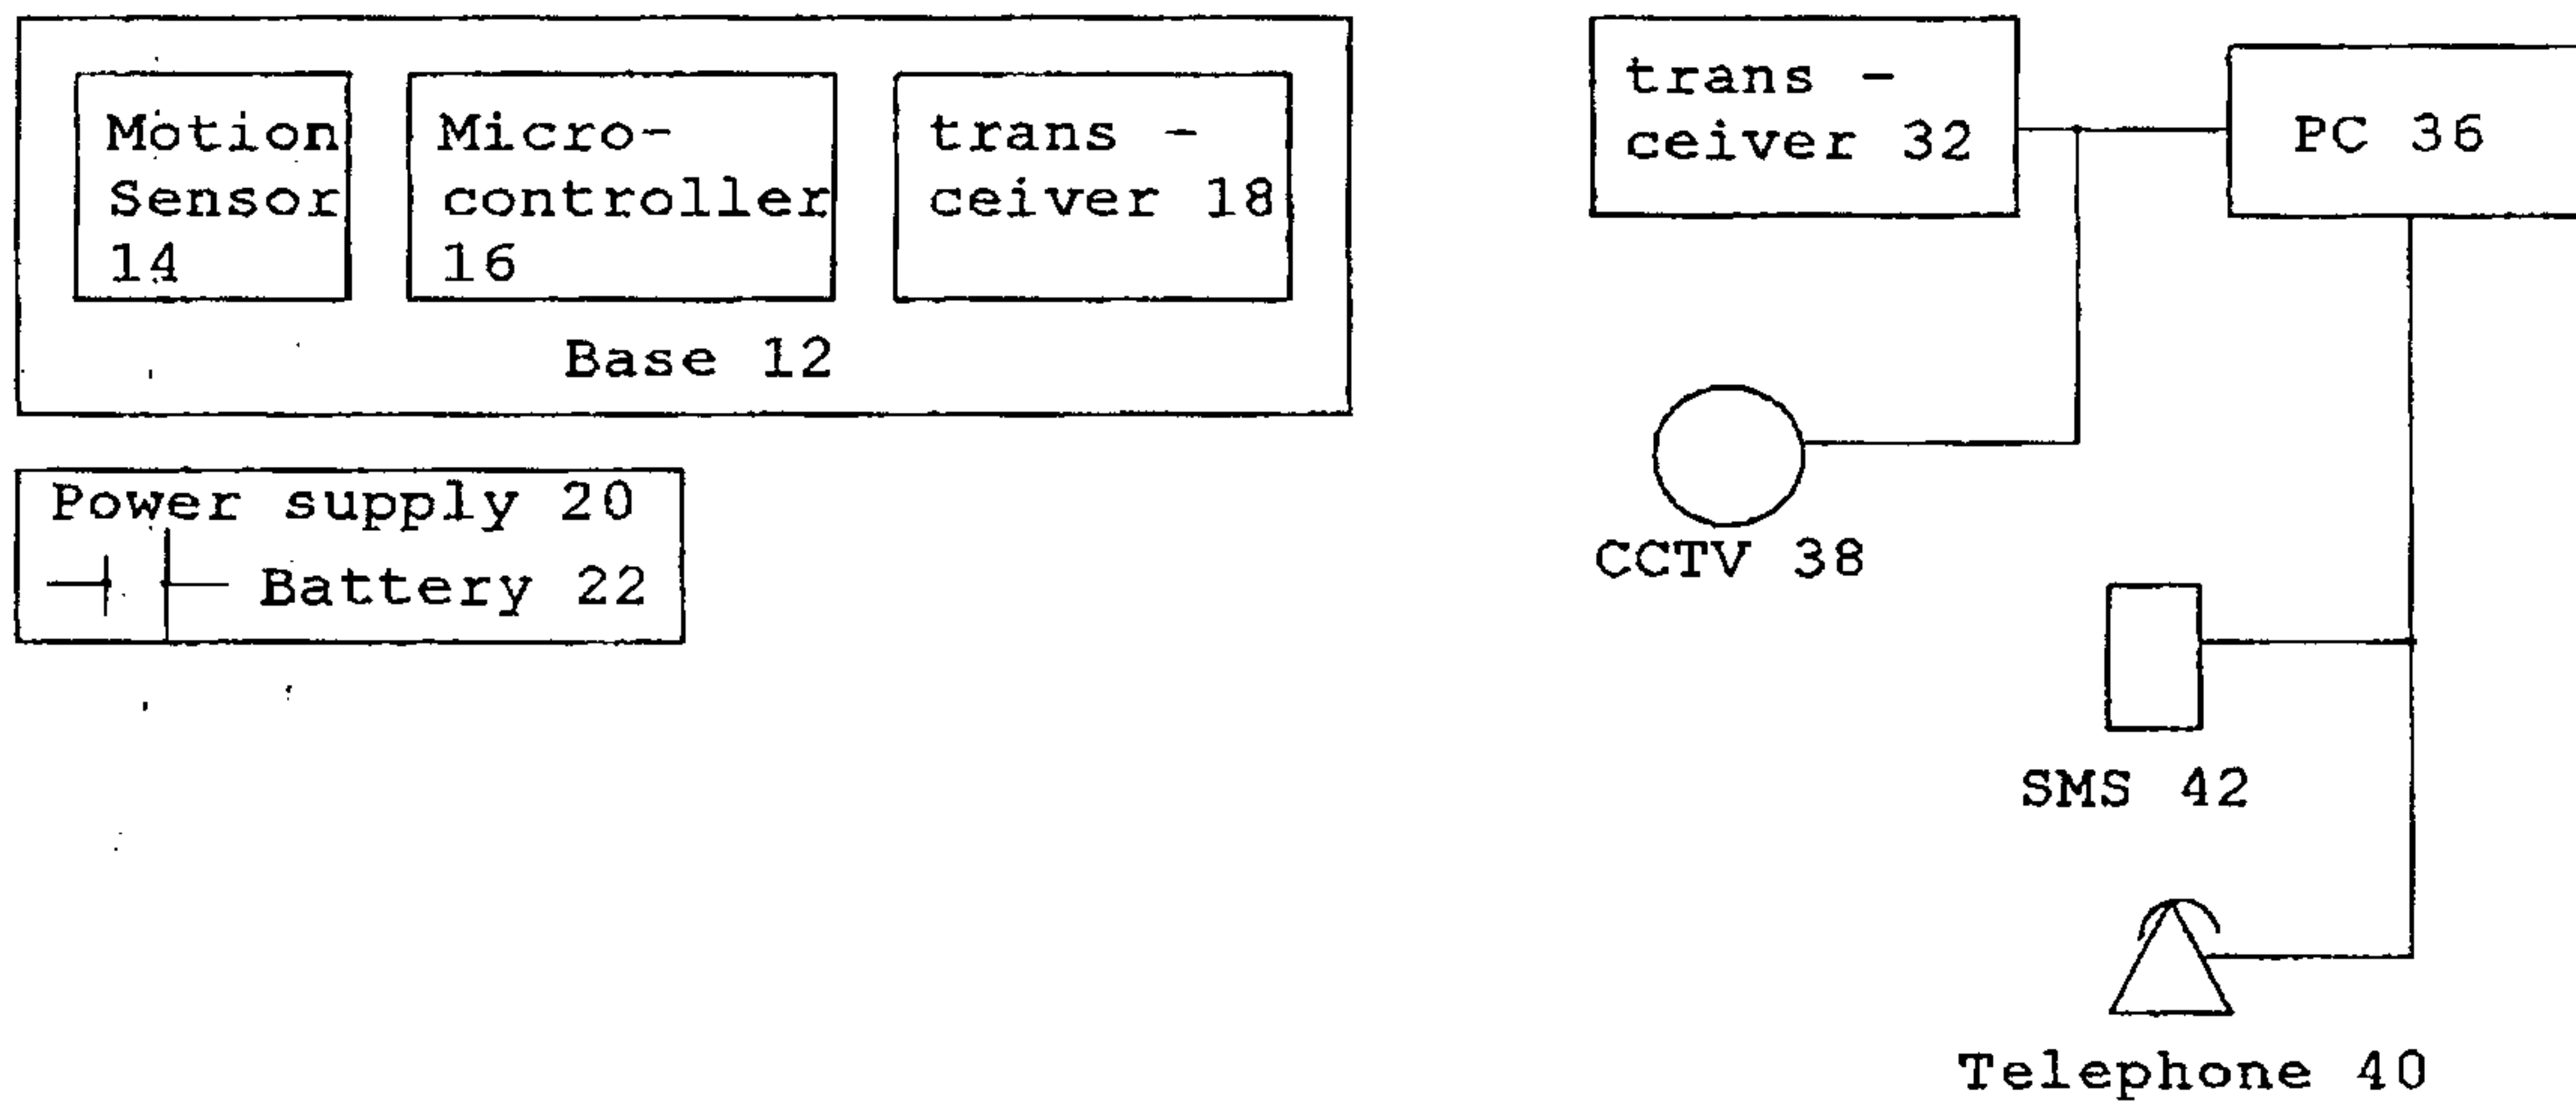 Motion
Sensor
14
Micro-
controller
16
trans -
ceiver 18
Base 12
Power supply 20
Battery 22
trans -
ceiver 32
PC 36
CCTV 38
SMS 42
Telephone 40